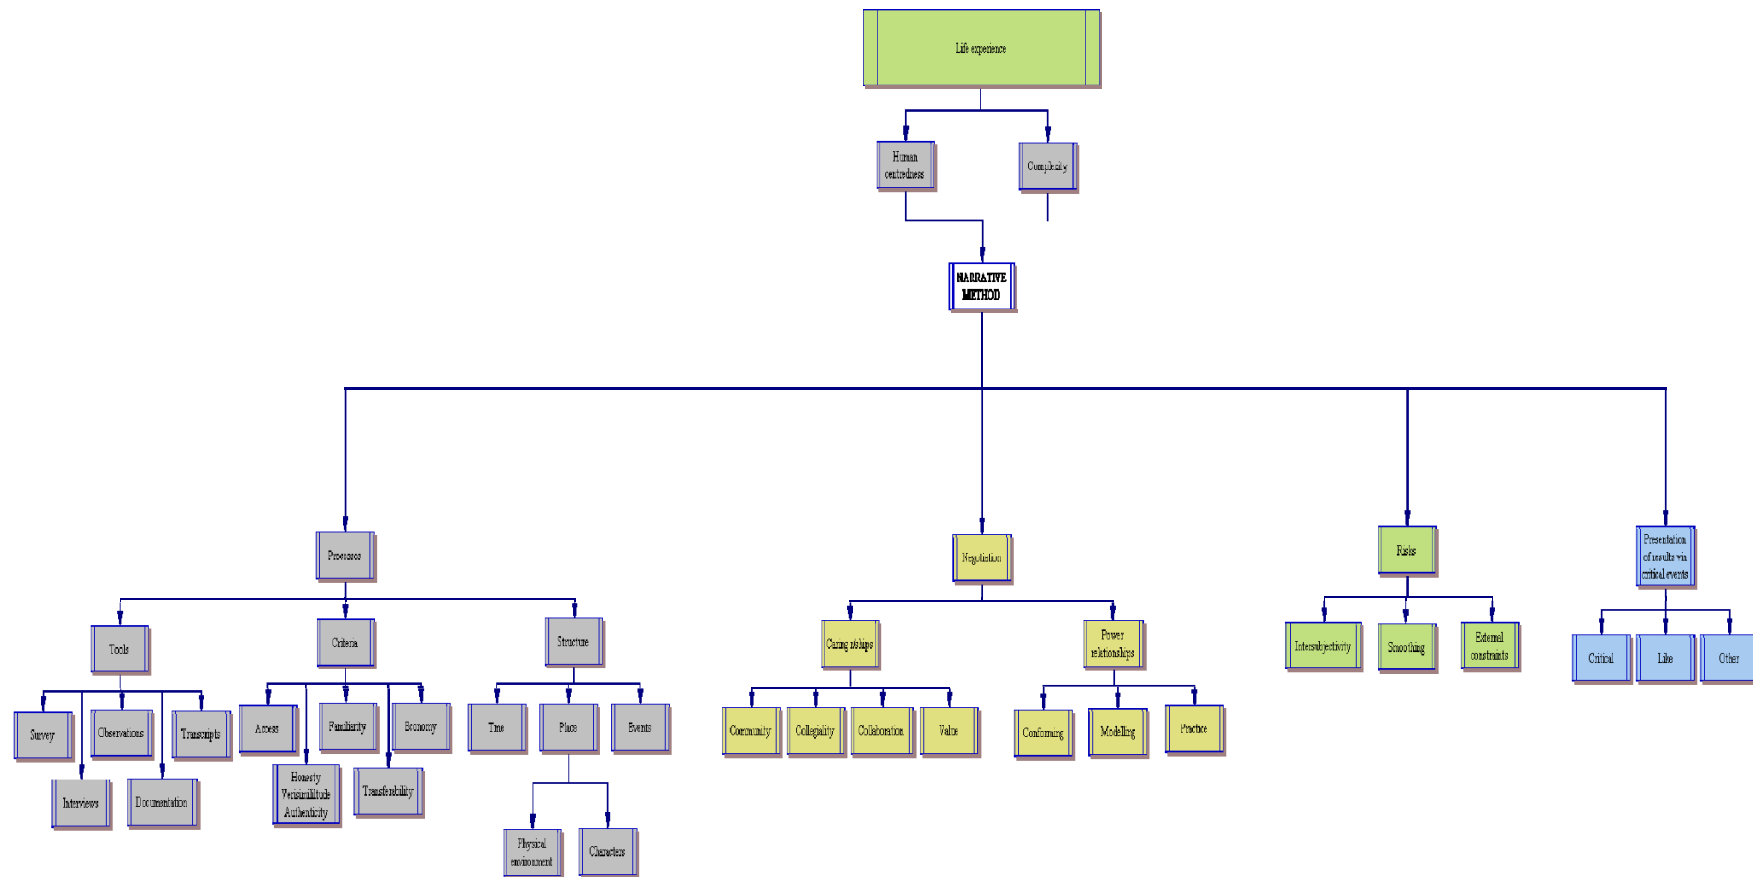 Life experience
Human
centredness
Complexity
NARRATIVE
METHOD
Processes
Negotiation
Risks
Presentation
of results via
critical events
Tools
Criteria
Structure
Caring r/ships
Power
relationships
Intersubjectivity
Smoothing
External
constraints
Critical
Like
Other
Survey
Observations
Transcripts
Access
Familiarity
Economy
Time
Place
Events
Community
Collegiality
Collaboration
Value
Conforming
Modelling
Practice
Interviews
Documentation
Honesty
Verisimilitude
Authenticity
Transferability
Physical
environment
Characters